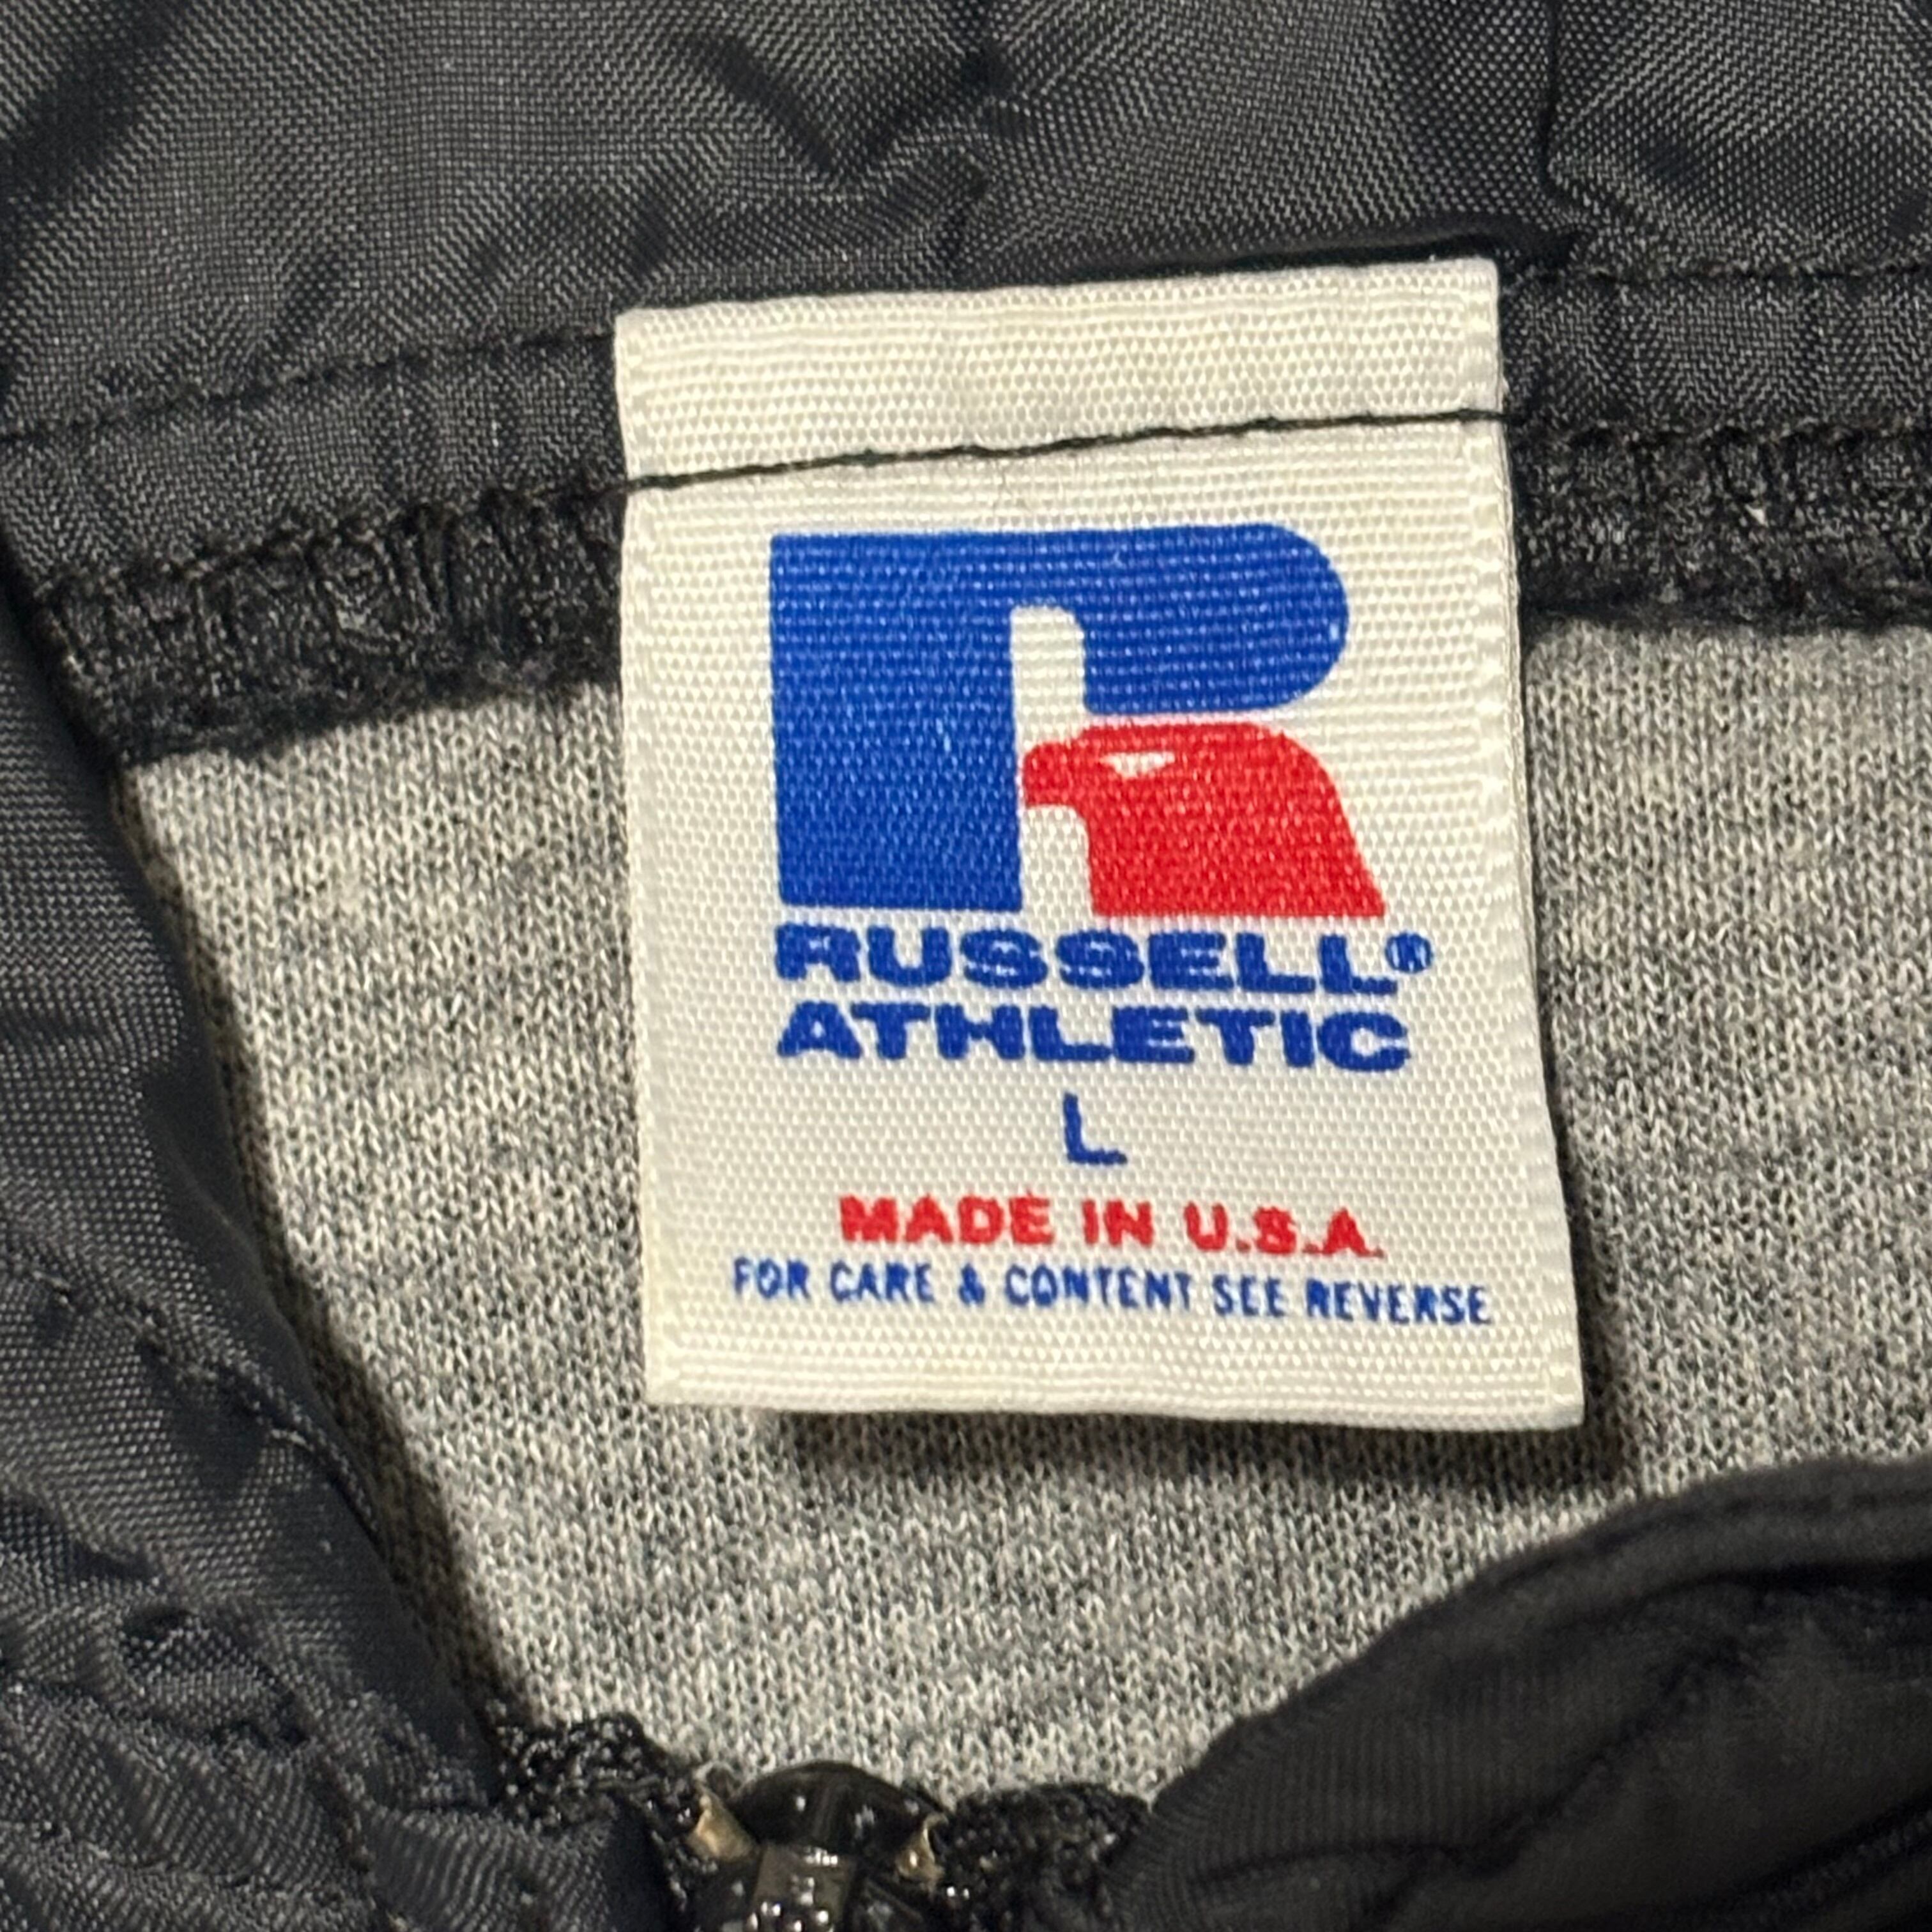 RUSSELL®
ATHLETIC
L
MADE IN U.S.A.
FOR CARE & CONTENT SEE REVERSE